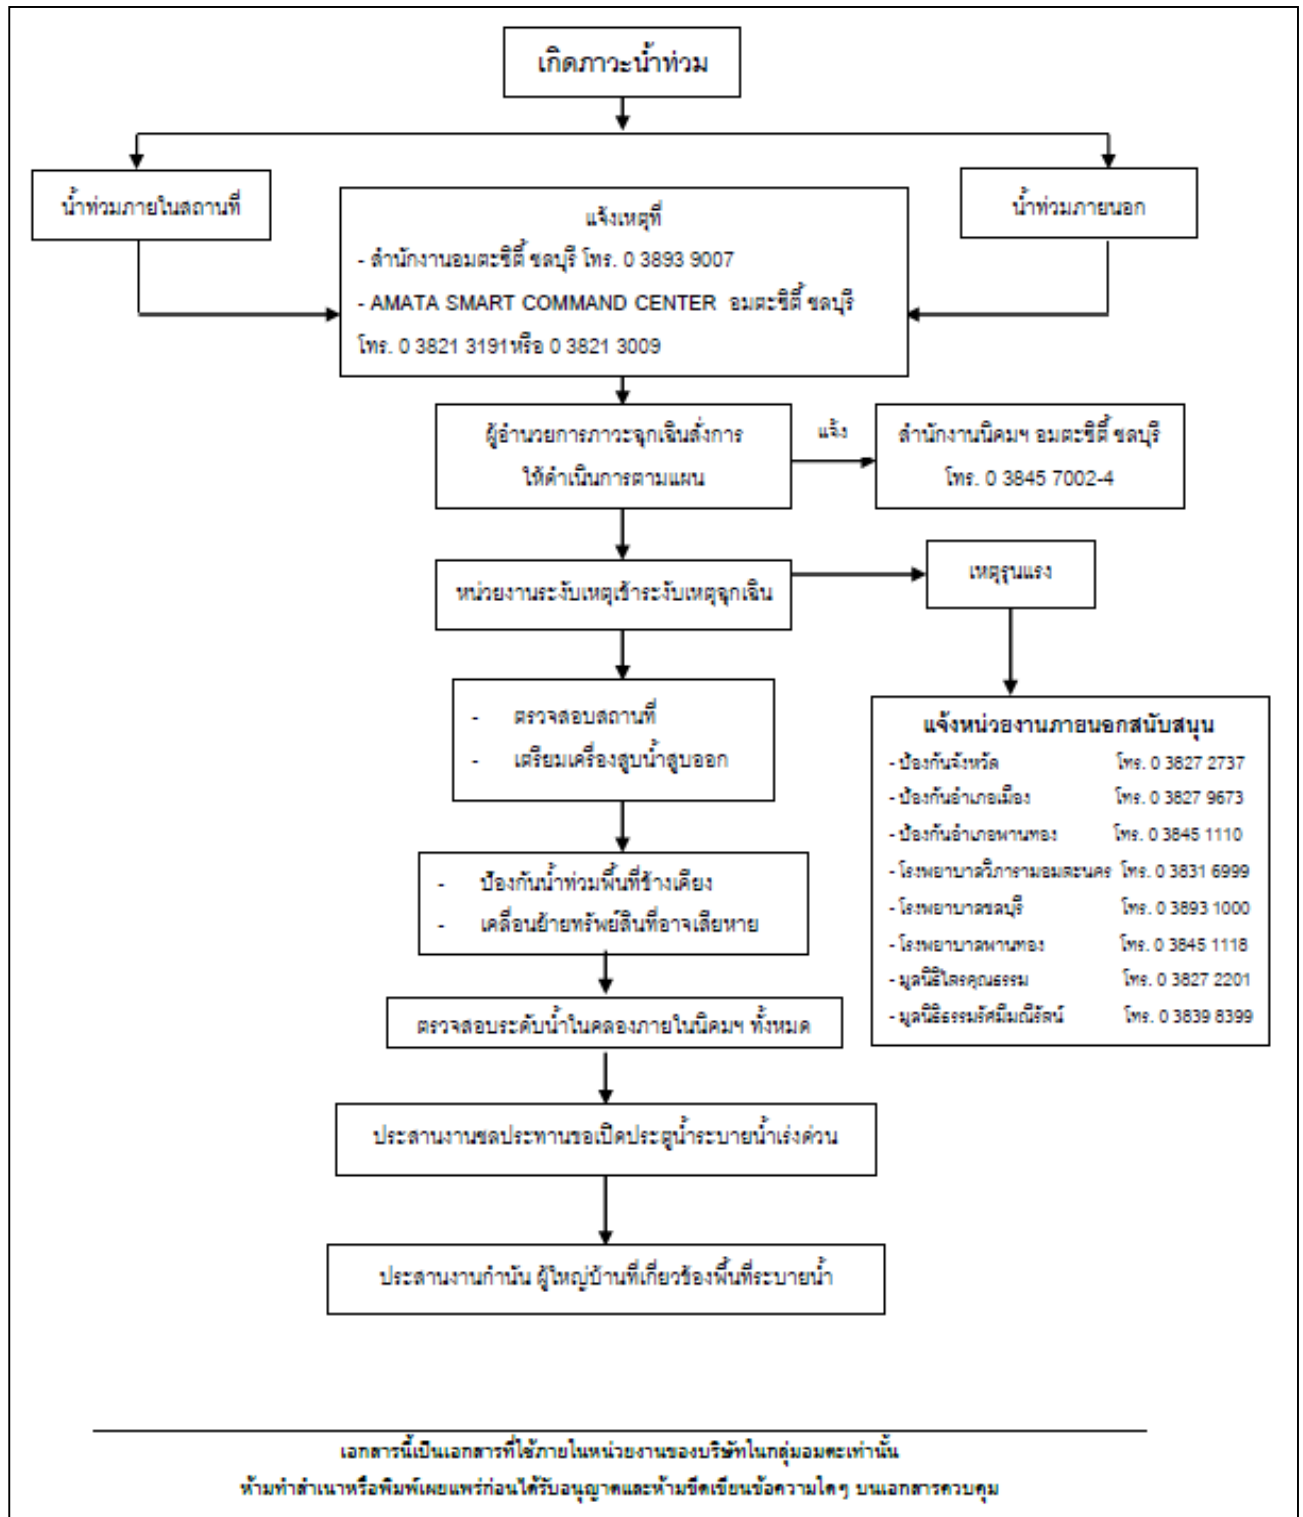 เกิดภาวะน้ำท่วม
น้ำท่วมภายในสถานที่
น้ำท่วมภายนอก
แจ้งเหตุที่
- สำนักงานอมตะซิตี้ ชลบุรี โทร. 0 3893 9007
- AMATA SMART COMMAND CENTER อมตะซิตี้ ชลบุรี
โทร. 0 3821 3191หรือ 0 3821 3009
ผู้อำนวยการภาวะฉุกเฉินสั่งการ
ให้ดำเนินการตามแผน
แจ้ง
สำนักงานนิคมฯ อมตะซิตี้ ชลบุรี
โทร. 0 3845 7002-4
หน่วยงานระงับเหตุเข้าระงับเหตุฉุกเฉิน
เหตุรุนแรง
- ตรวจสอบสถานที่
- เตรียมเครื่องสูบน้ำสูบออก
แจ้งหน่วยงานภายนอกสนับสนุน
- ป้องกันจังหวัด โทร. 0 3827 2737
- ป้องกันอำเภอเมือง โทร. 0 3827 9673
- ป้องกันอำเภอพานทอง โทร. 0 3845 1110
- โรงพยาบาลวิภารามอมตะนคร โทร. 0 3831 6999
- โรงพยาบาลชลบุรี โทร. 0 3893 1000
- โรงพยาบาลพานทอง โทร. 0 3845 1118
- มูลนิธิไตรคุณธรรม โทร. 0 3827 2201
- มูลนิธิธรรมรัศมีมณีรัตน์ โทร. 0 3839 8399
- ป้องกันน้ำท่วมพื้นที่ข้างเคียง
- เคลื่อนย้ายทรัพย์สินที่อาจเสียหาย
ตรวจสอบระดับน้ำในคลองภายในนิคมฯ ทั้งหมด
ประสานงานชลประทานขอเปิดประตูน้ำระบายน้ำเร่งด่วน
ประสานงานกำนัน ผู้ใหญ่บ้านที่เกี่ยวข้องพื้นที่ระบายน้ำ
เอกสารนี้เป็นเอกสารที่ใช้ภายในหน่วยงานของบริษัทในกลุ่มอมตะเท่านั้น
ห้ามทำสำเนาหรือพิมพ์เผยแพร่ก่อนได้รับอนุญาตและห้ามขีดเขียนข้อความใดๆ บนเอกสารควบคุม